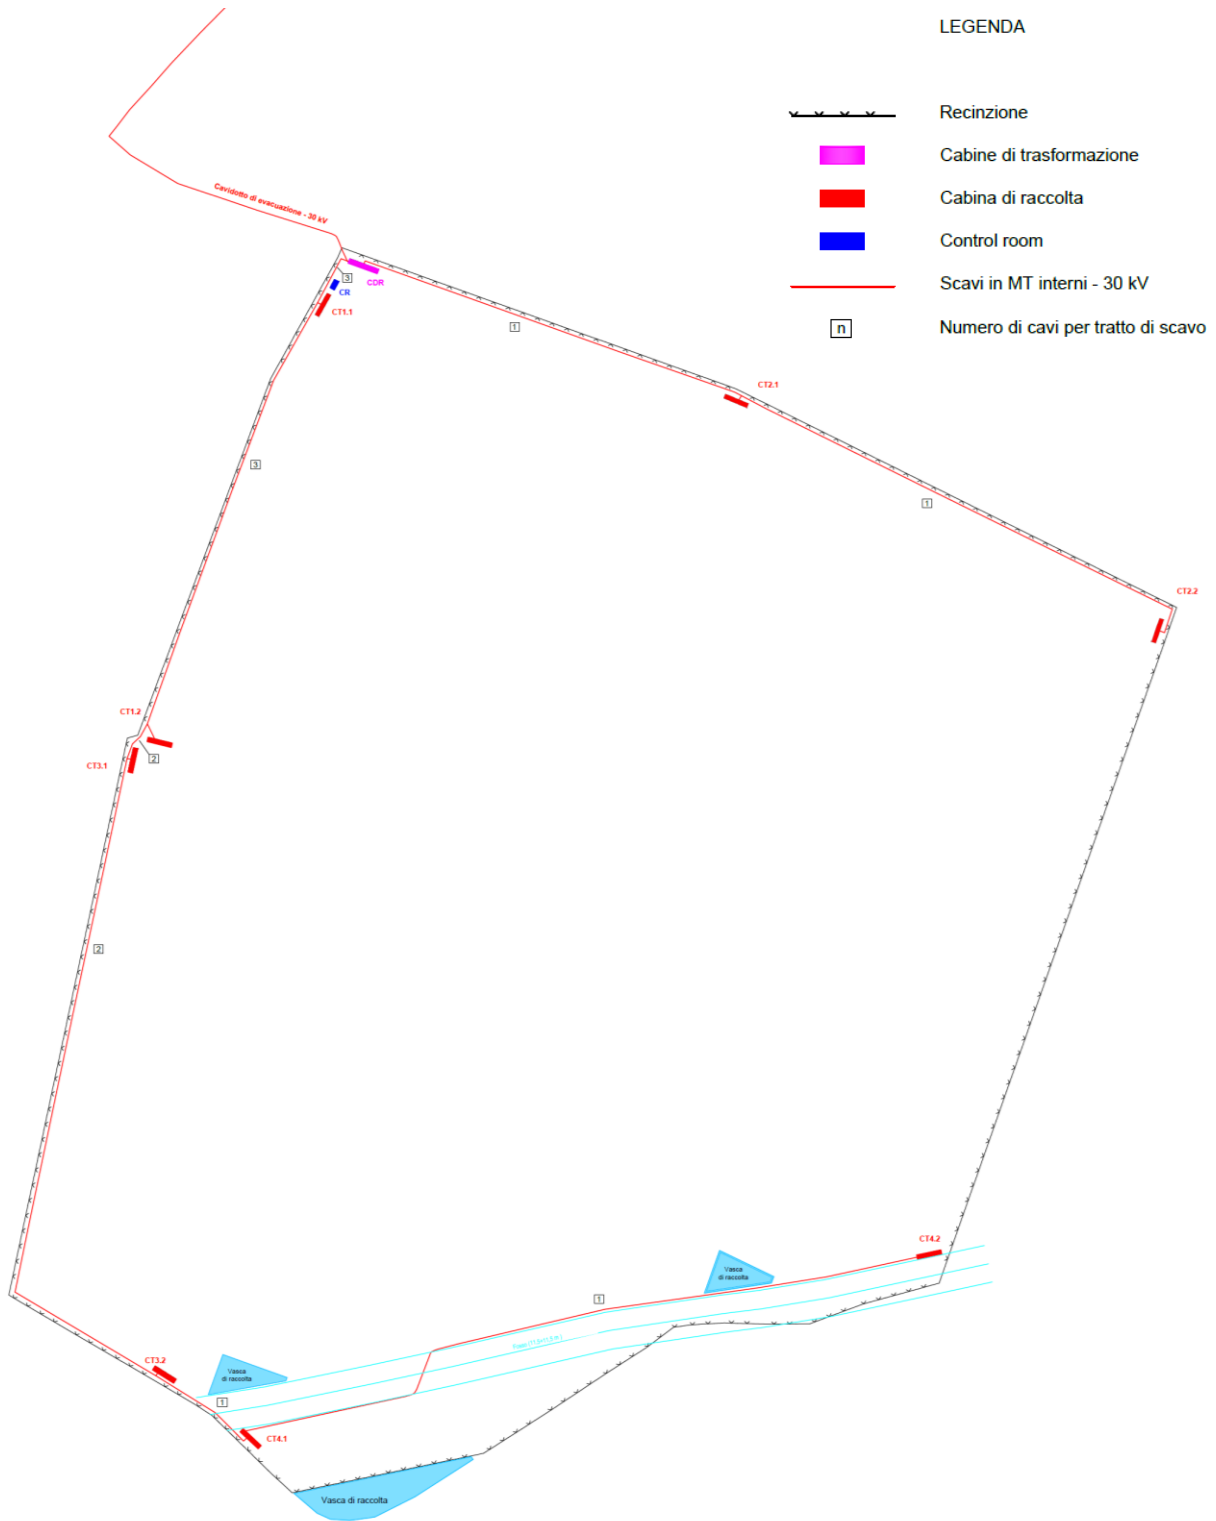 LEGENDA
Recinzione
Cabine di trasformazione
Cabina di raccolta
Control room
Scavi in MT interni - 30 kV
n
Numero di cavi per tratto di scavo
Cavidotto di evacuazione - 30 kV
3
CDR
CR
CT1.1
1
CT2.1
3
1
CT2.2
CT1.2
2
CT3.1
2
CT4.2
Vasca
di raccolta
1
CT3.2
Vasca
di raccolta
1
CT4.1
Vasca di raccolta